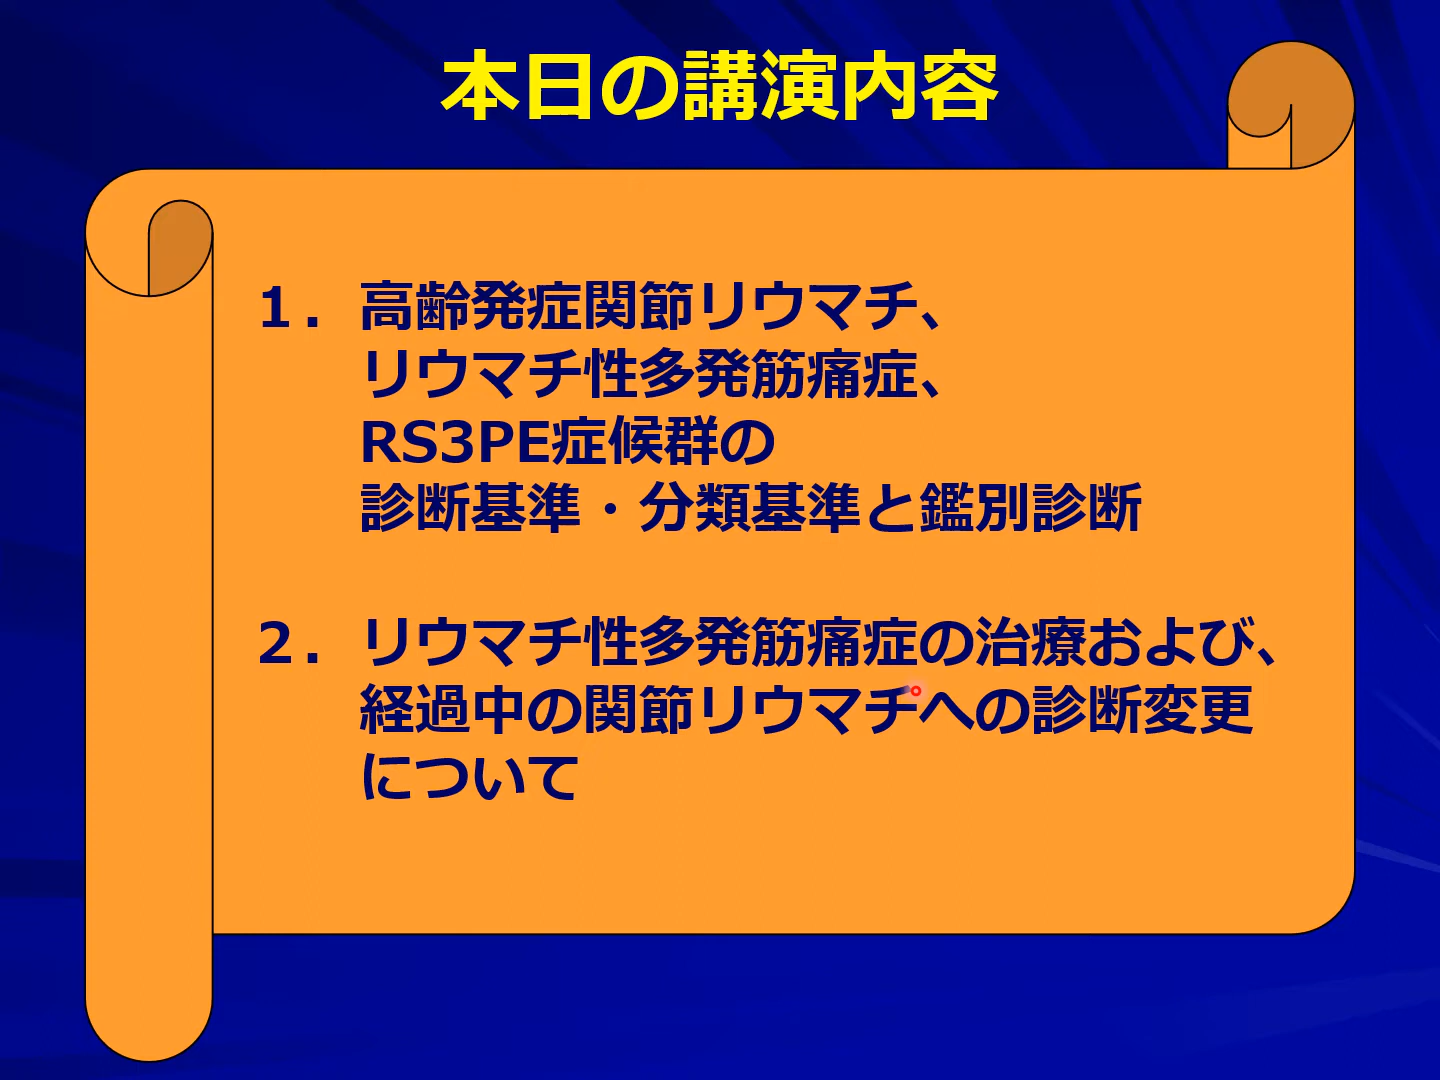 本日の講演内容
１．高齢発症関節リウマチ、
リウマチ性多発筋痛症、
RS3PE症候群の
診断基準・分類基準と鑑別診断
２．リウマチ性多発筋痛症の治療および、
経過中の関節リウマチへの診断変更
について